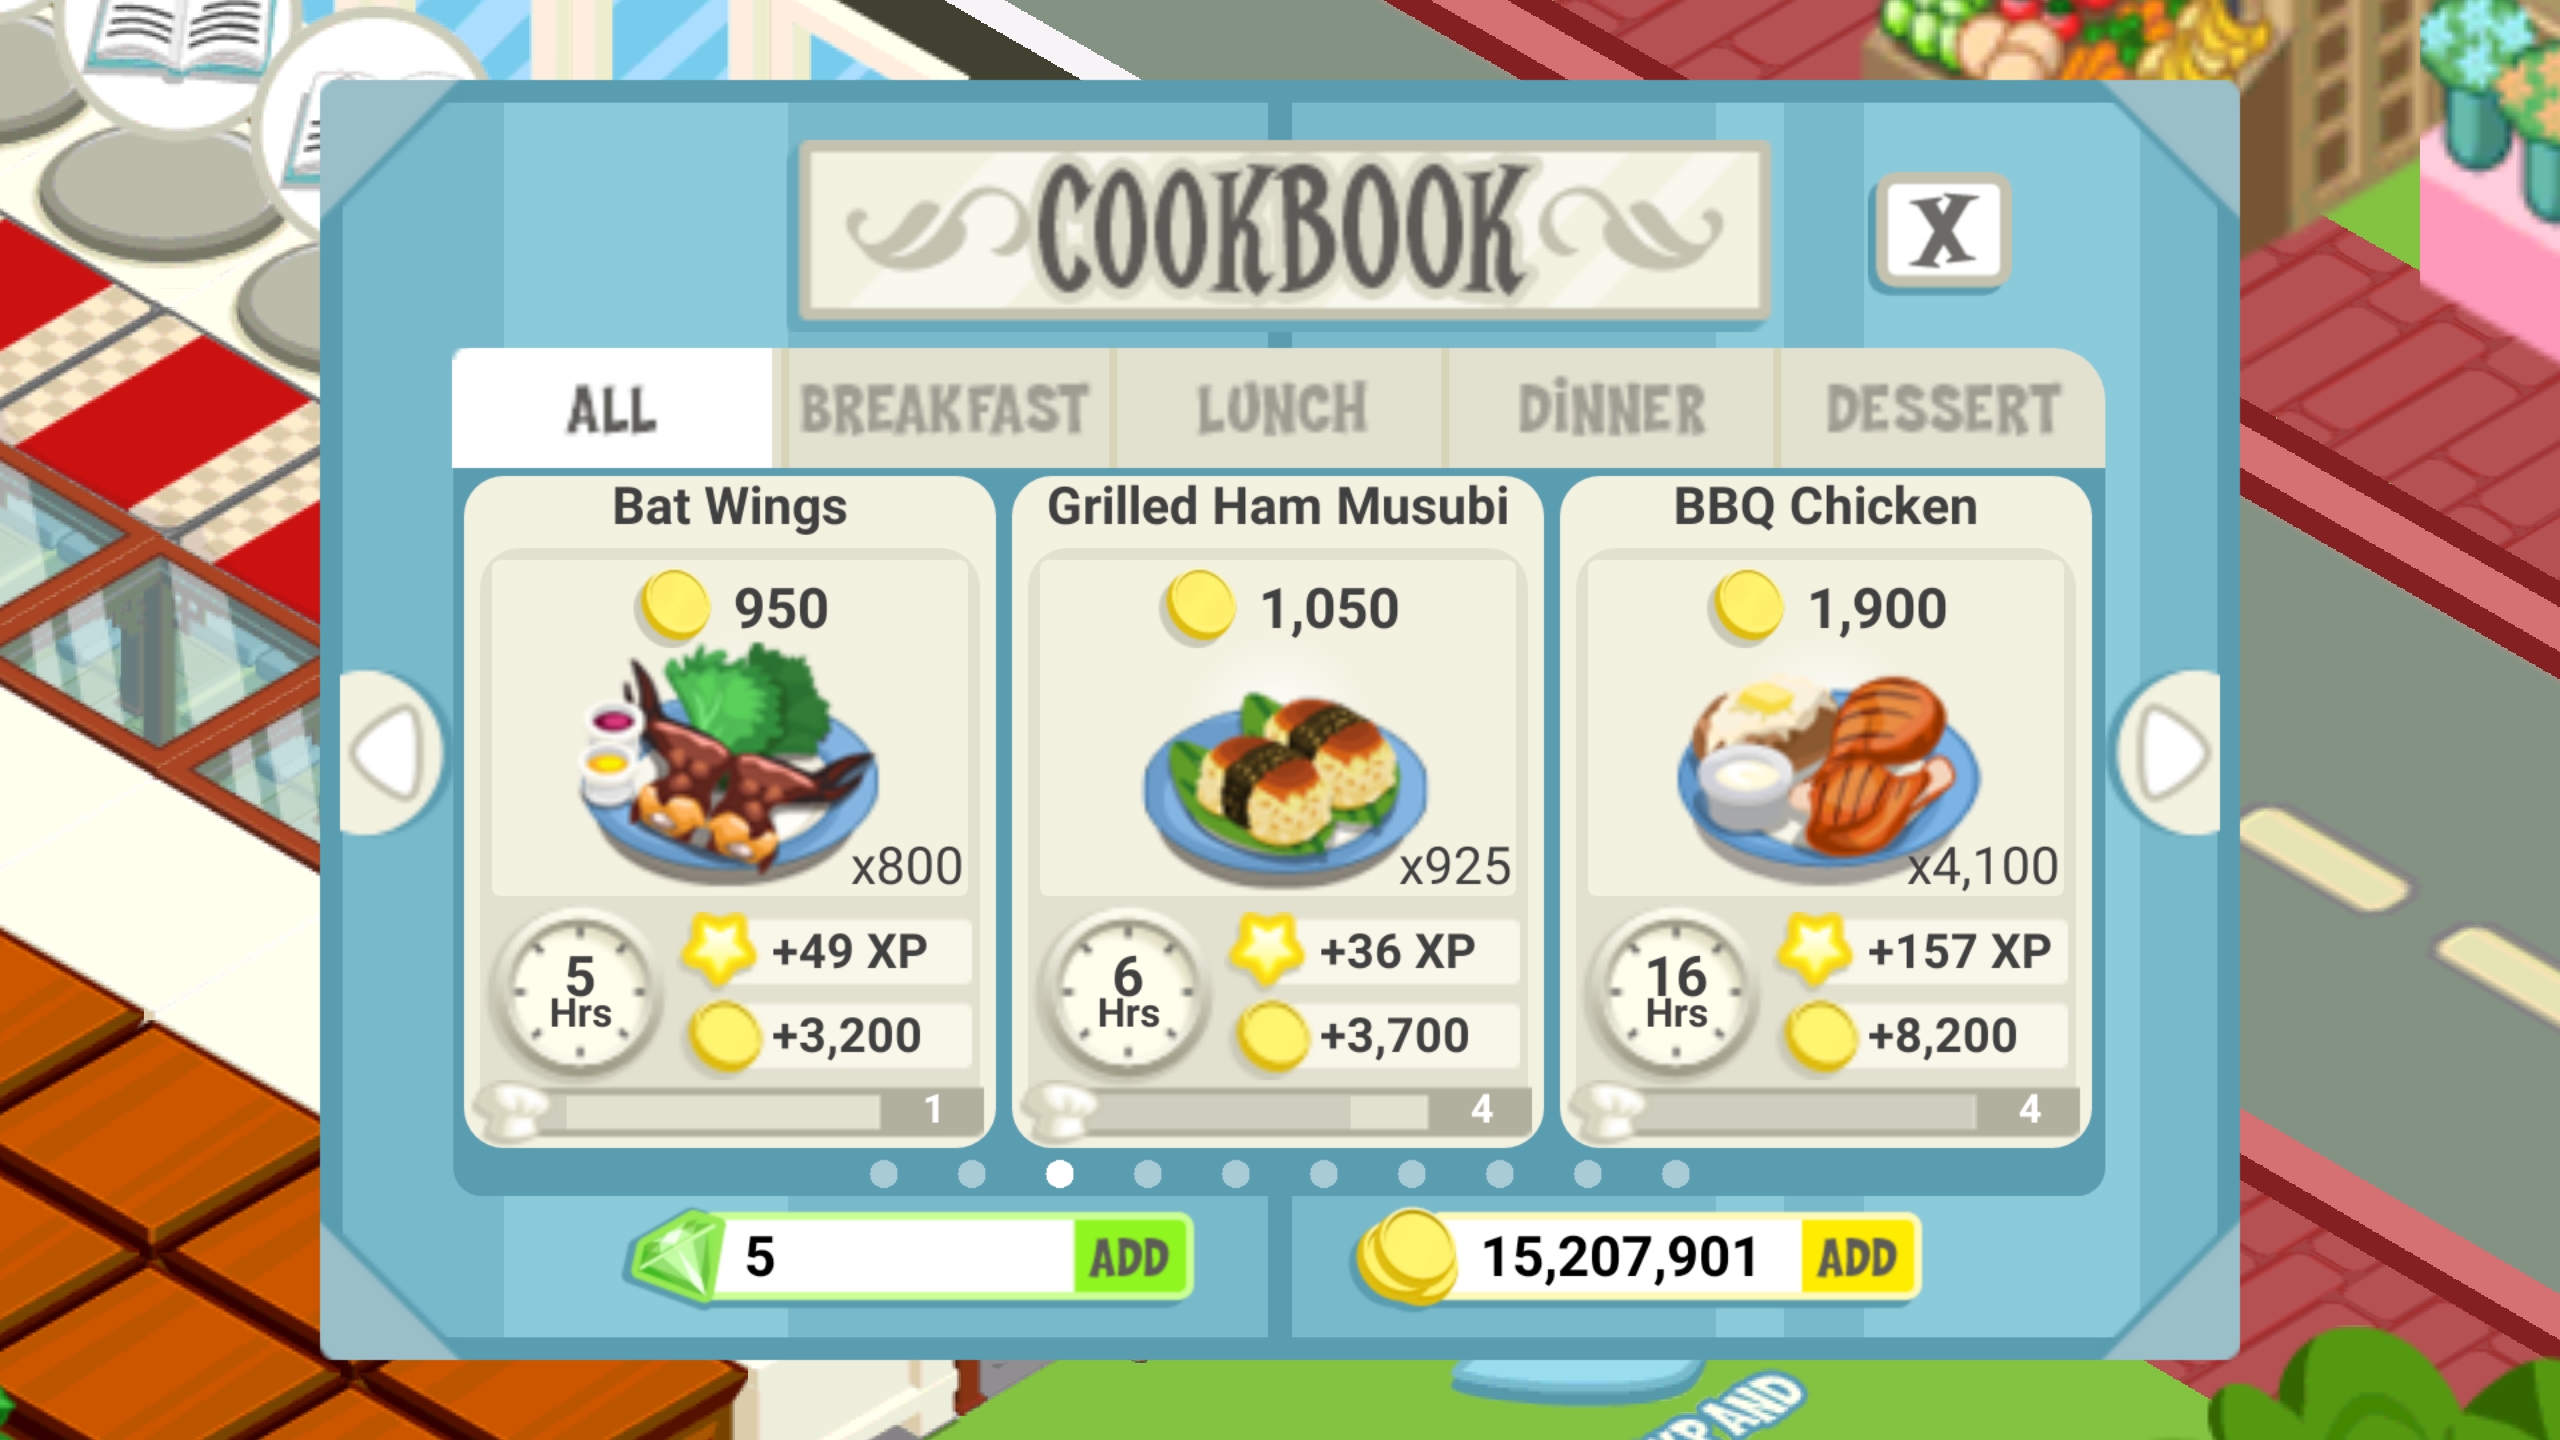 COOKBOOK
X
ALL
BREAKFAST
LUNCH
DiNNER
DESSERT
Bat Wings
950
x800
5
Hrs
+49 XP
+3,200
1
Grilled Ham Musubi
1,050
x925
6
Hrs
+36 XP
+3,700
4
BBQ Chicken
1,900
x4,100
16
Hrs
+157 XP
+8,200
4
5
ADD
15,207,901
ADD